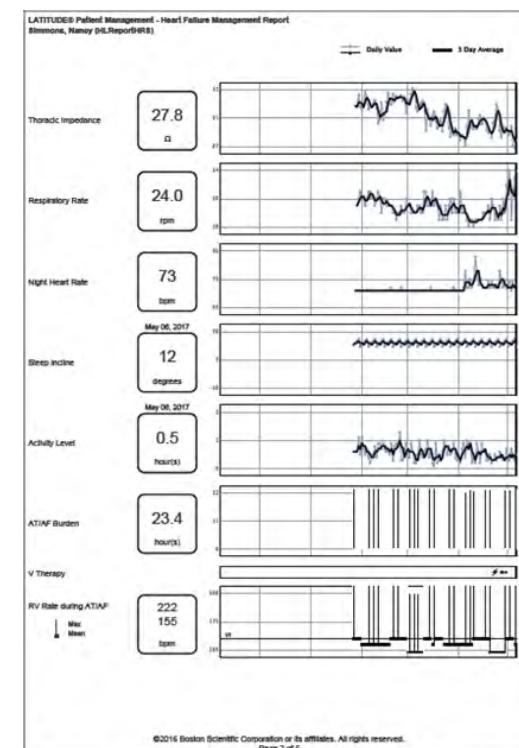 LATITUDE® Patient Management - Heart Failure Management Report
Simmons, Nancy (HLReportHRS)
Daily Value
3 Day Average
Thoracic Impedance
27.8
Ω
Respiratory Rate
24.0
rpm
Night Heart Rate
73
bpm
May 06, 2017
Sleep Incline
12
degrees
May 06, 2017
Activity Level
0.5
hour(s)
AT/AF Burden
23.4
hour(s)
V Therapy
RV Rate during AT/AF
Max
Mean
222
155
bpm
©2016 Boston Scientific Corporation or its affiliates. All rights reserved.